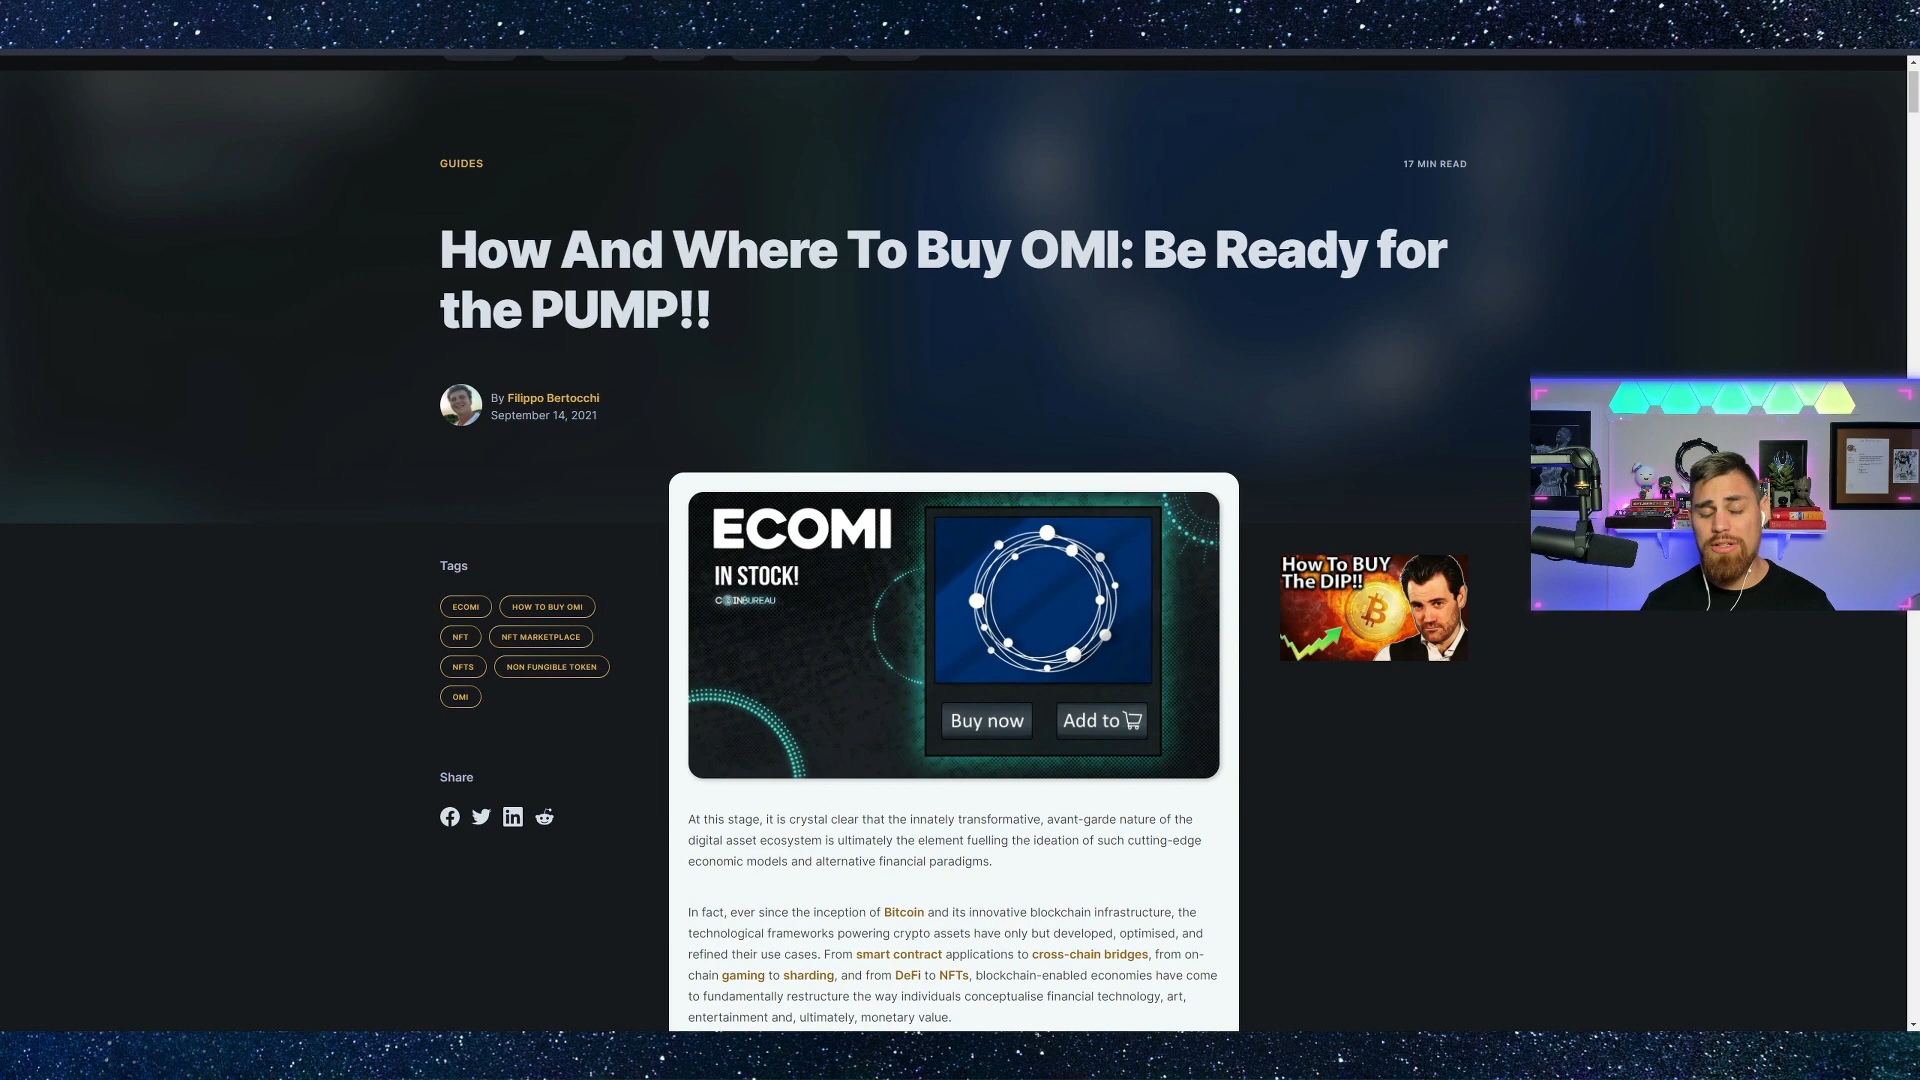 GUIDES
17 MIN READ
How And Where To Buy OMI: Be Ready for
the PUMP!!
By Filippo Bertocchi
September 14, 2021
ECOMI
IN STOCK!
COINBUREAU
Buy now
Add to
Tags
ECOMI
HOW TO BUY OMI
NFT
NFT MARKETPLACE
NFTS
NON FUNGIBLE TOKEN
OMI
How To BUY
The DIP!!
Share
At this stage, it is crystal clear that the innately transformative, avant-garde nature of the
digital asset ecosystem is ultimately the element fuelling the ideation of such cutting-edge
economic models and alternative financial paradigms.
In fact, ever since the inception of Bitcoin and its innovative blockchain infrastructure, the
technological frameworks powering crypto assets have only but developed, optimised, and
refined their use cases. From smart contract applications to cross-chain bridges, from on-
chain gaming to sharding, and from DeFi to NFTs, blockchain-enabled economies have come
to fundamentally restructure the way individuals conceptualise financial technology, art,
entertainment and, ultimately, monetary value.